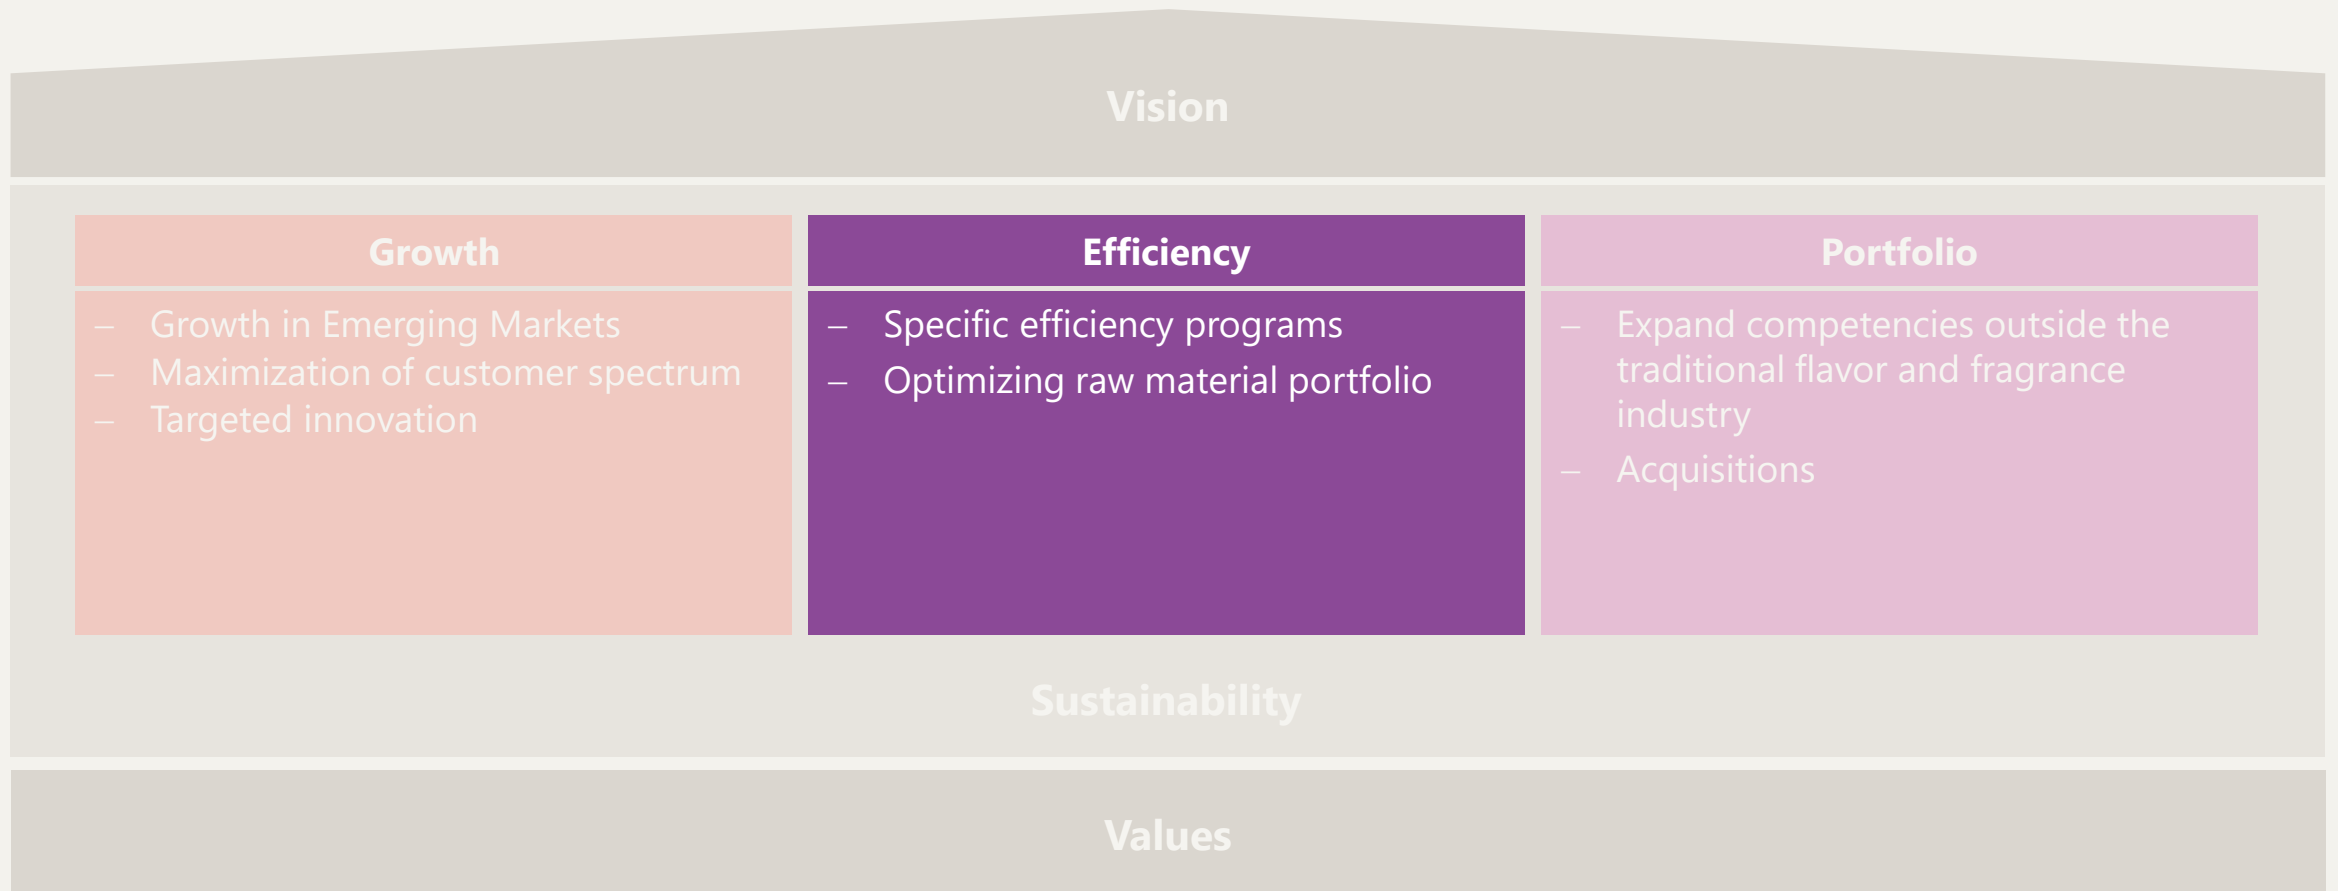 Vision
Growth
– Growth in Emerging Markets
– Maximization of customer spectrum
– Targeted innovation
Efficiency
– Specific efficiency programs
– Optimizing raw material portfolio
Portfolio
– Expand competencies outside the
traditional flavor and fragrance
industry
– Acquisitions
Sustainability
Values